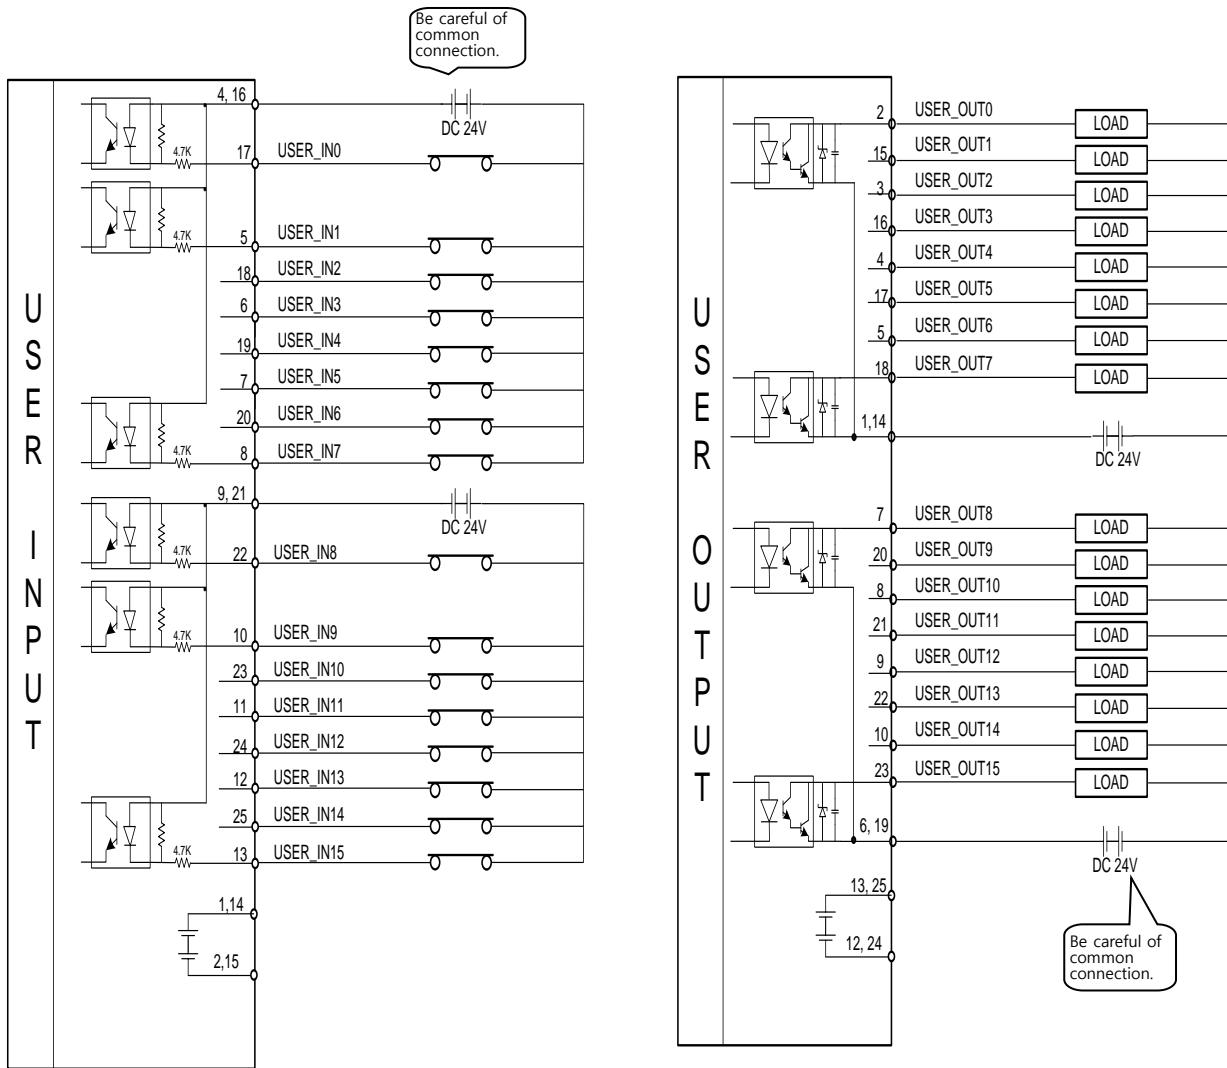 Be careful of
common
connection.
USER INPUT
4, 16
DC 24V
4.7K
17
USER_IN0
4.7K
5
USER_IN1
18
USER_IN2
6
USER_IN3
19
USER_IN4
7
USER_IN5
20
USER_IN6
4.7K
8
USER_IN7
9, 21
DC 24V
4.7K
22
USER_IN8
4.7K
10
USER_IN9
23
USER_IN10
11
USER_IN11
24
USER_IN12
12
USER_IN13
25
USER_IN14
4.7K
13
USER_IN15
1,14
2,15
USER OUTPUT
2
USER_OUT0
LOAD
15
USER_OUT1
LOAD
3
USER_OUT2
LOAD
16
USER_OUT3
LOAD
4
USER_OUT4
LOAD
17
USER_OUT5
LOAD
5
USER_OUT6
LOAD
18
USER_OUT7
LOAD
1,14
DC 24V
7
USER_OUT8
LOAD
20
USER_OUT9
LOAD
8
USER_OUT10
LOAD
21
USER_OUT11
LOAD
9
USER_OUT12
LOAD
22
USER_OUT13
LOAD
10
USER_OUT14
LOAD
23
USER_OUT15
LOAD
6, 19
DC 24V
13, 25
12, 24
Be careful of
common
connection.